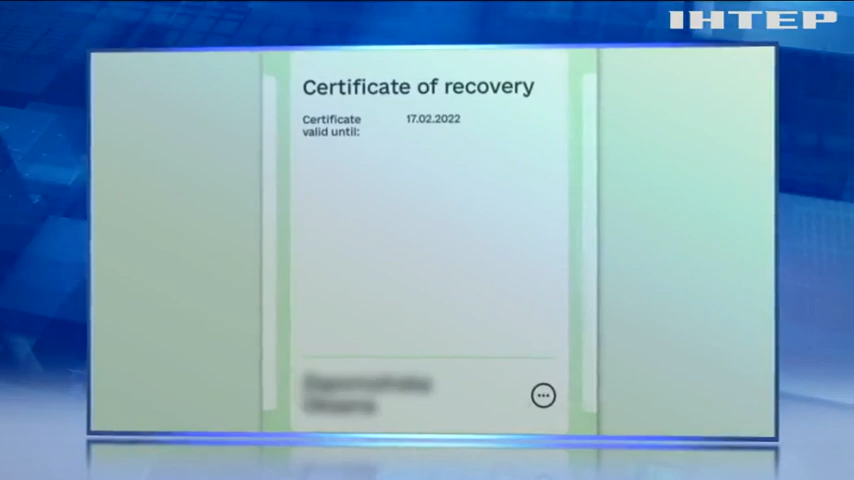 ІНТЕР
Certificate of recovery
Certificate 17.02.2022
valid until: